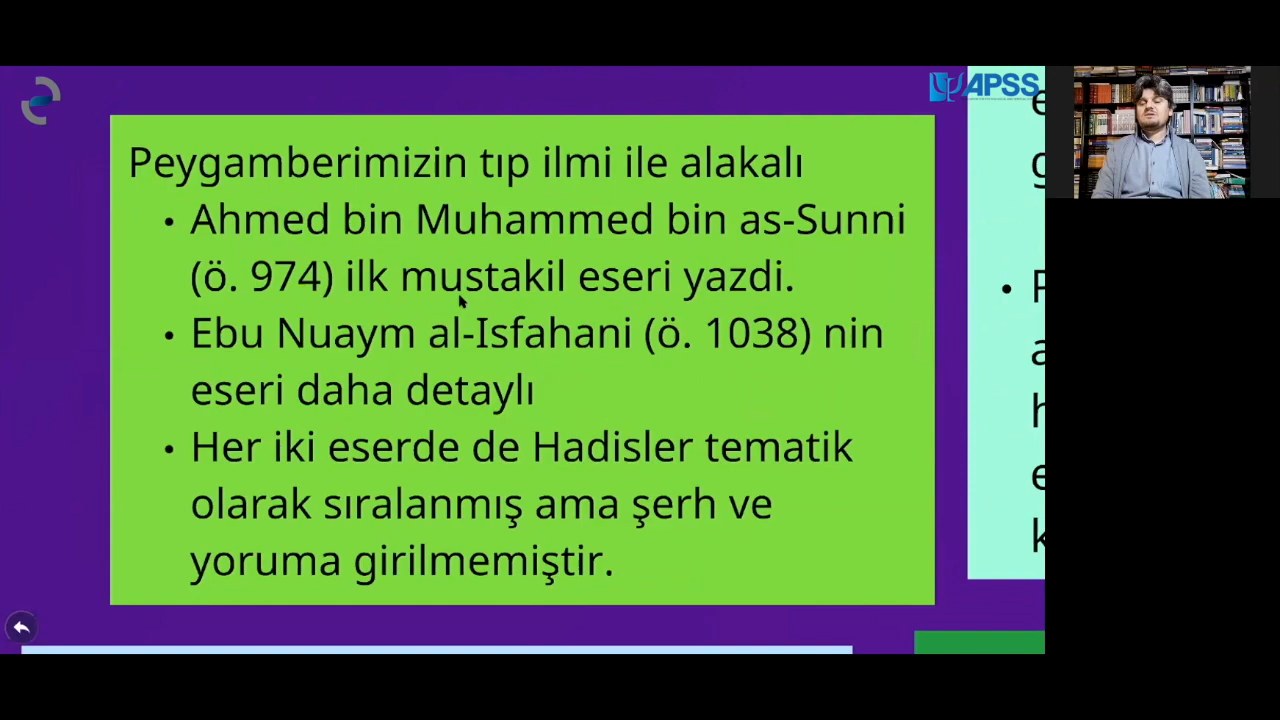 APSS
Peygamberimizin tıp ilmi ile alakalı
• Ahmed bin Muhammed bin as-Sunni
(ö. 974) ilk mustakil eseri yazdi.
• Ebu Nuaym al-Isfahani (ö. 1038) nin
eseri daha detaylı
• Her iki eserde de Hadisler tematik
olarak sıralanmış ama şerh ve
yoruma girilmemiştir.